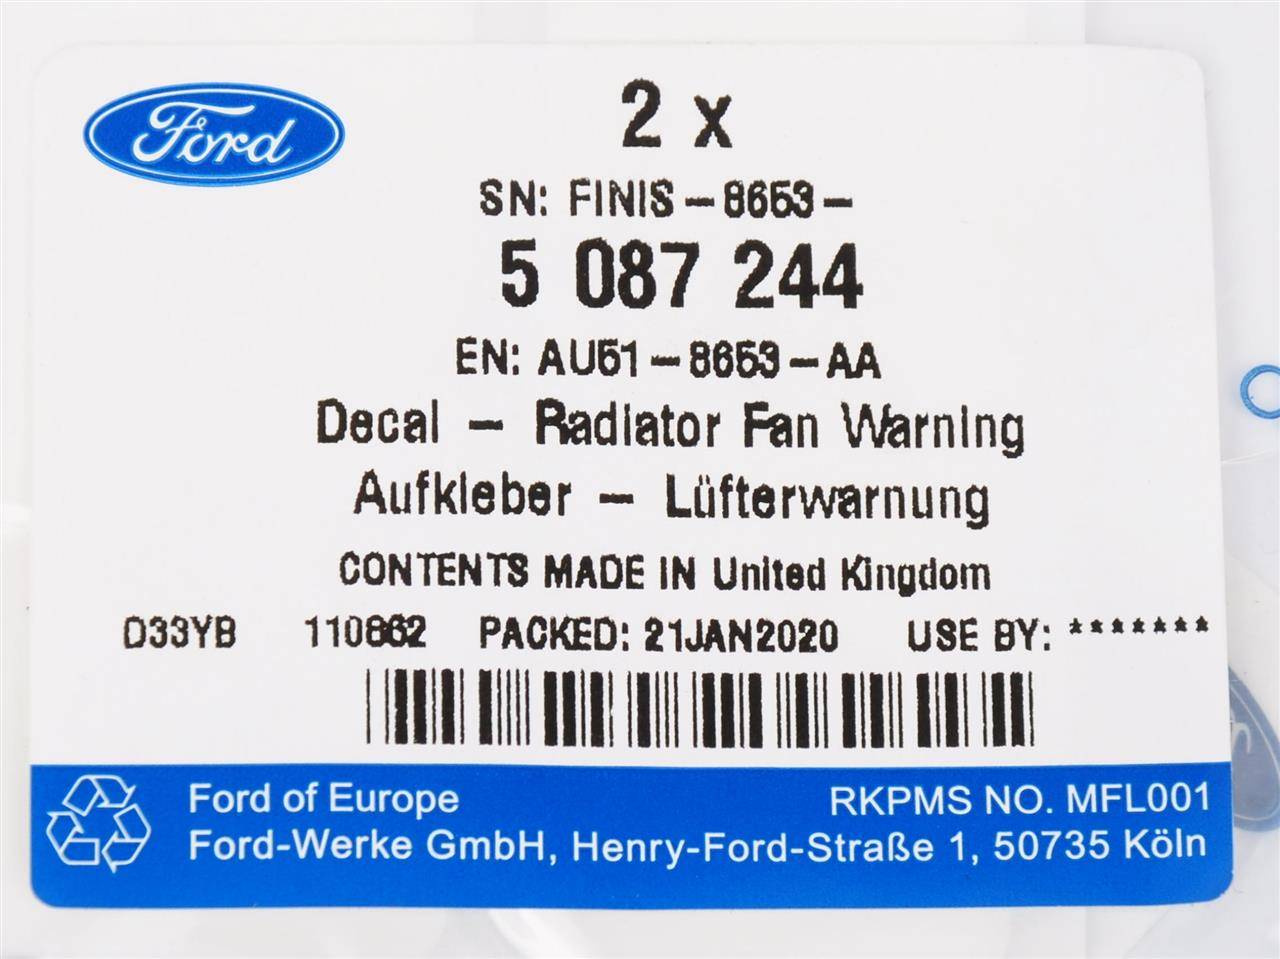 Ford
2 x
SN: FINIS-8653-
5 087 244
EN: AU51-8653-AA
Decal - Radiator Fan Warning
Aufkleber - Lüfterwarnung
CONTENTS MADE IN United Kingdom
D33YB 110862 PACKED: 21JAN2020 USE BY: *******
Ford of Europe RKPMS NO. MFL001
Ford-Werke GmbH, Henry-Ford-Straße 1, 50735 Köln